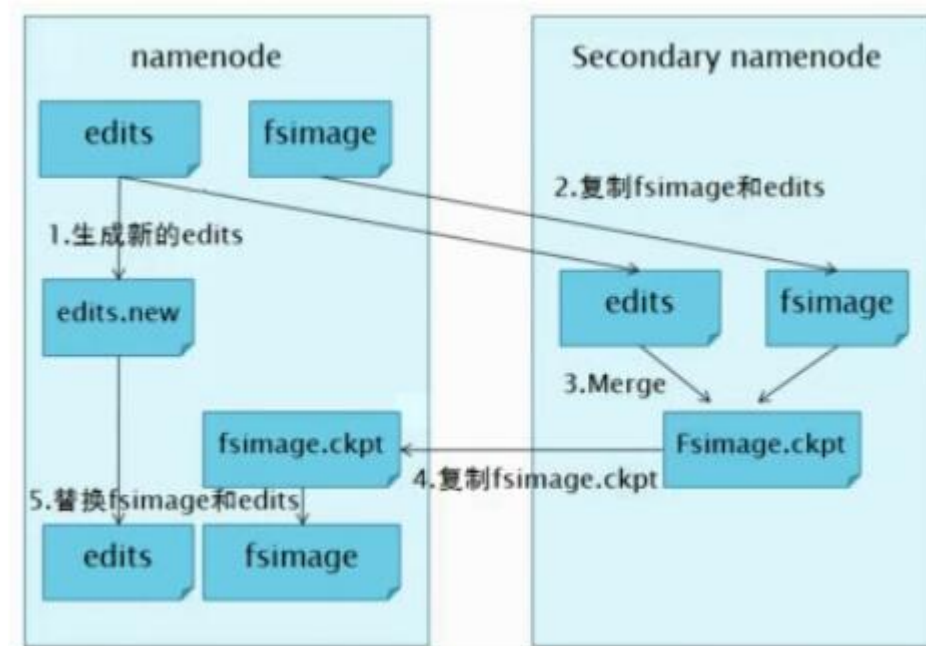 namenode
Secondary namenode
edits
fsimage
2.复制fsimage和edits
1.生成新的edits
edits.new
edits
fsimage
3.Merge
fsimage.ckpt
Fsimage.ckpt
4.复制fsimage.ckpt
5.替换fsimage和edits
edits
fsimage